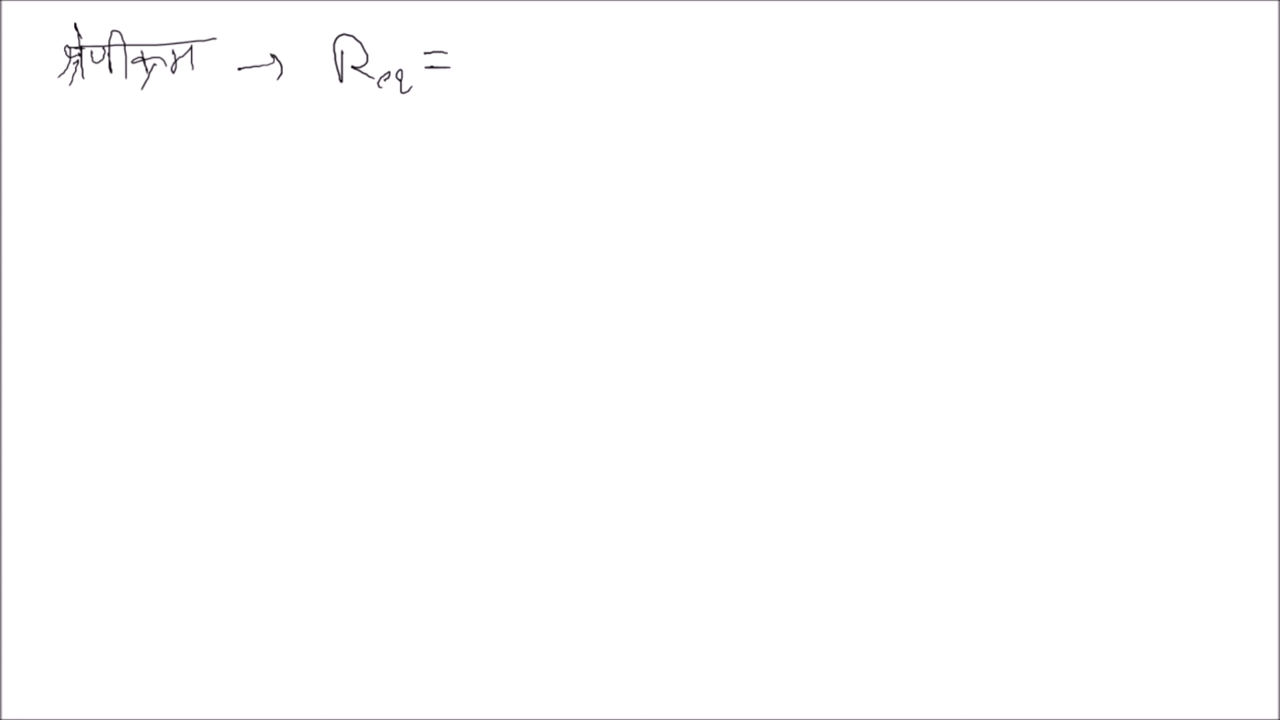 श्रेणीक्रम → Req =